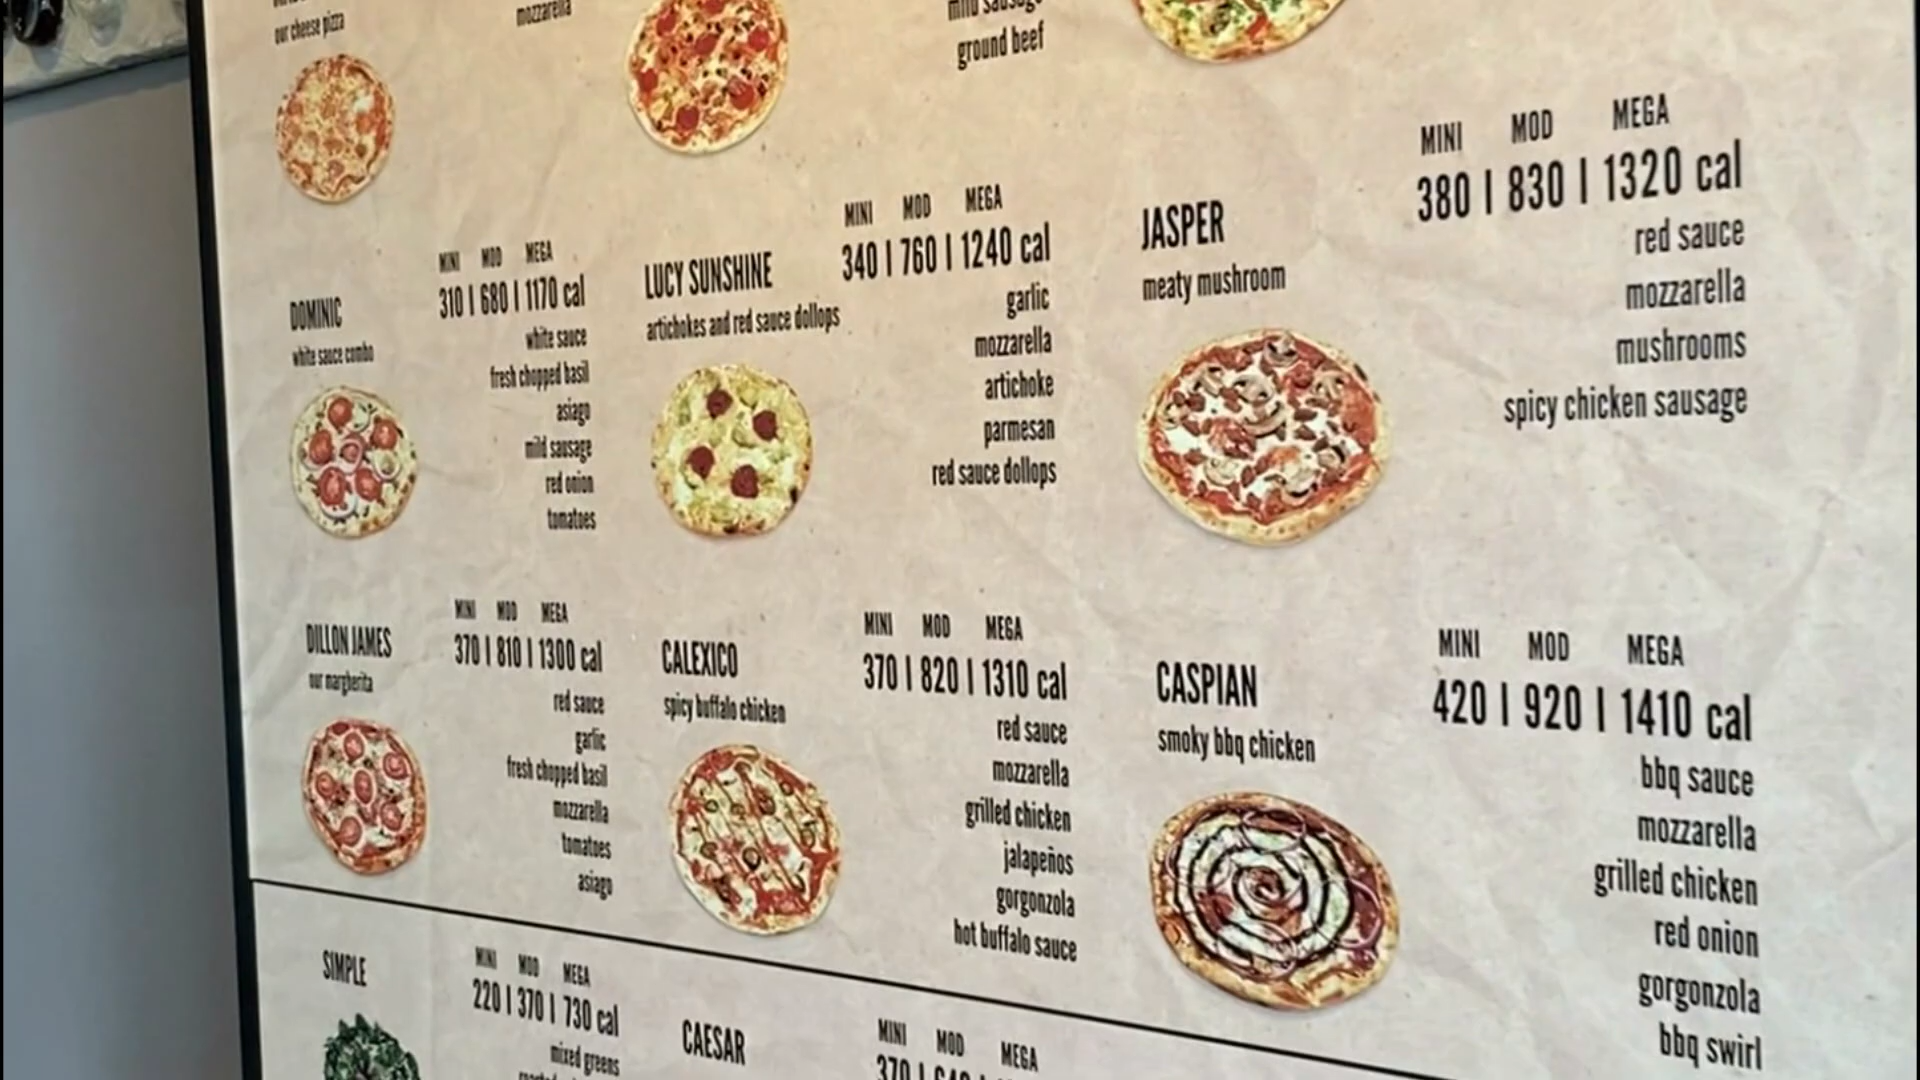 our cheese pizza
mozzarella
mild sausage
ground beef
DOMINIC
white sauce combo
MINI MOD MEGA
310 | 680 | 1170 cal
white sauce
fresh chopped basil
asiago
mild sausage
red onion
tomatoes
LUCY SUNSHINE
artichokes and red sauce dollops
MINI MOD MEGA
340 | 760 | 1240 cal
garlic
mozzarella
artichoke
parmesan
red sauce dollops
JASPER
meaty mushroom
MINI MOD MEGA
380 | 830 | 1320 cal
red sauce
mozzarella
mushrooms
spicy chicken sausage
DILLON JAMES
our margherita
MINI MOD MEGA
370 | 810 | 1300 cal
red sauce
garlic
fresh chopped basil
mozzarella
tomatoes
asiago
CALEXICO
spicy buffalo chicken
MINI MOD MEGA
370 | 820 | 1310 cal
red sauce
mozzarella
grilled chicken
jalapeños
gorgonzola
hot buffalo sauce
CASPIAN
smoky bbq chicken
MINI MOD MEGA
420 | 920 | 1410 cal
bbq sauce
mozzarella
grilled chicken
red onion
gorgonzola
bbq swirl
SIMPLE
MINI MOD MEGA
220 | 370 | 730 cal
mixed greens
CAESAR
MINI MOD MEGA
370 | 640 |